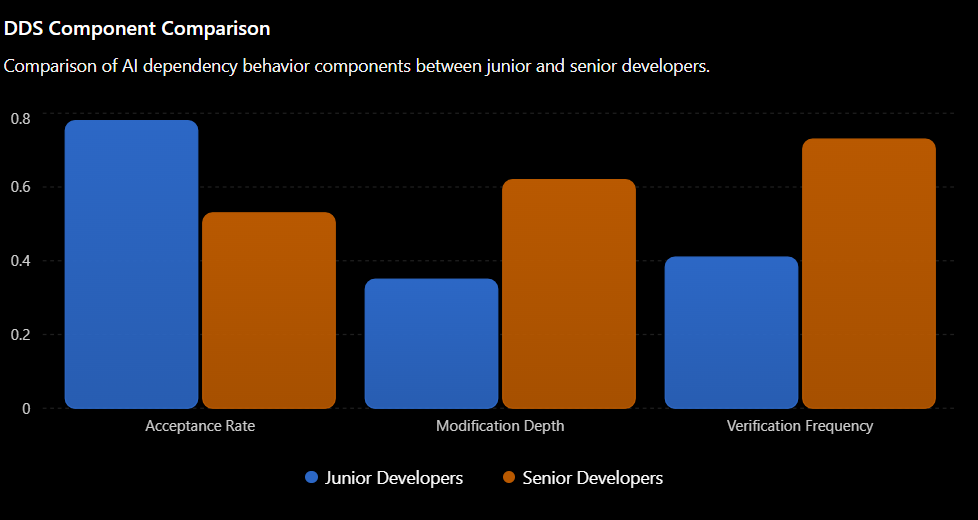 DDS Component Comparison
Comparison of AI dependency behavior components between junior and senior developers.
0.8
0.6
0.4
0.2
0
Acceptance Rate Modification Depth Verification Frequency
Junior Developers Senior Developers